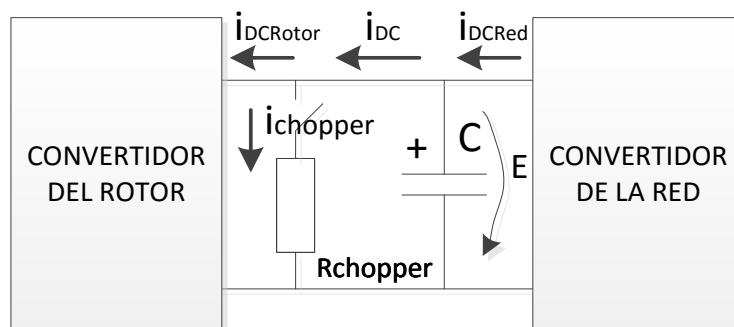 iDCRotor iDC iDCRed
ichopper
+ C
E
CONVERTIDOR
DEL ROTOR
CONVERTIDOR
DE LA RED
Rchopper